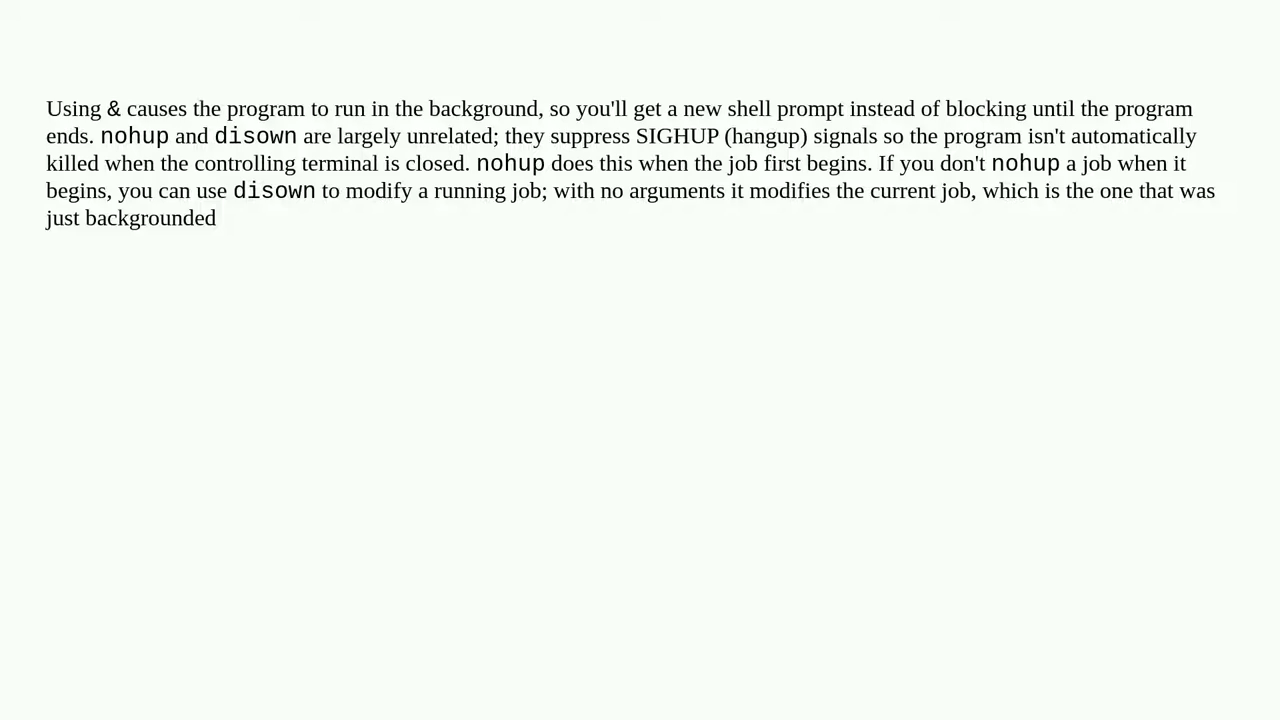 Using & causes the program to run in the background, so you'll get a new shell prompt instead of blocking until the program
ends. nohup and disown are largely unrelated; they suppress SIGHUP (hangup) signals so the program isn't automatically
killed when the controlling terminal is closed. nohup does this when the job first begins. If you don't nohup a job when it
begins, you can use disown to modify a running job; with no arguments it modifies the current job, which is the one that was
just backgrounded